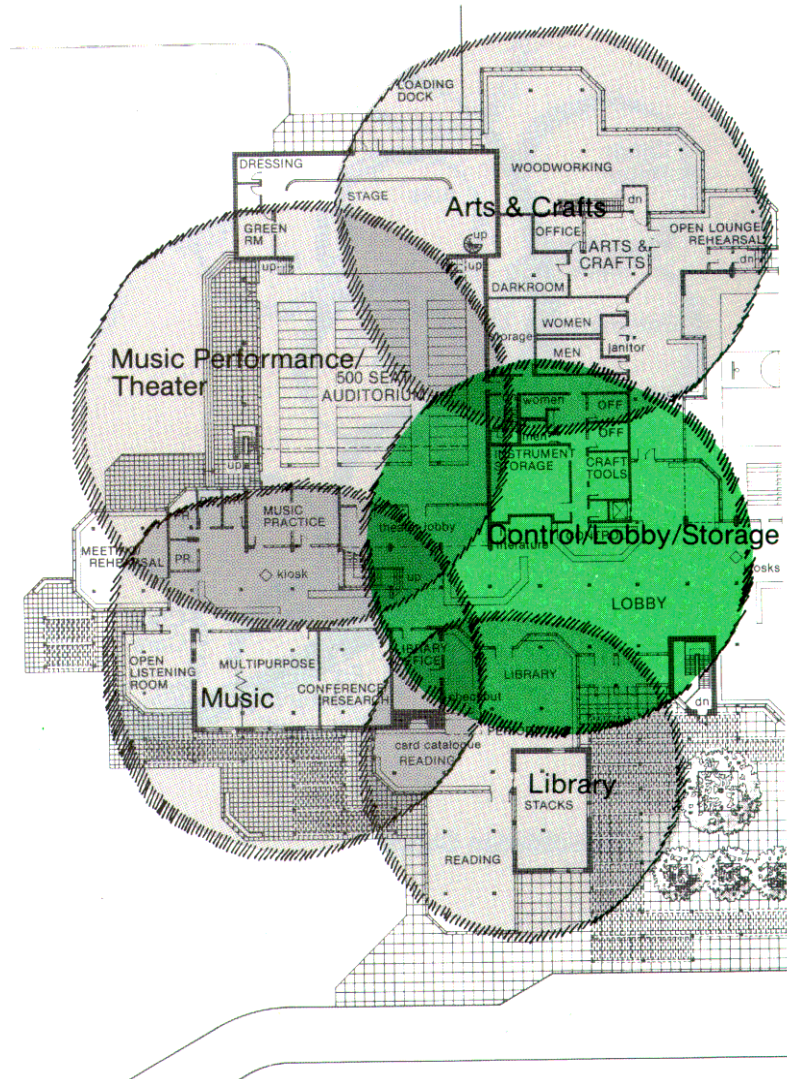 LOADING
DOCK
DRESSING
WOODWORKING
STAGE
dn
Arts & Crafts
GREEN
RM
up
OFFICE
ARTS &
CRAFTS
OPEN LOUNGE
REHEARSAL
up
up
dn
DARKROOM
storage
WOMEN
janitor
MEN
Music Performance/
Theater
500 SEAT
AUDITORIUM
women
OFF
men
OFF
INSTRUMENT
STORAGE
CRAFT
TOOLS
up
MUSIC
PRACTICE
theater lobby
Control/Lobby/Storage
literature
MEETING/
REHEARSAL
PR.
kiosk
up
kiosks
LOBBY
OPEN
LISTENING
ROOM
MULTIPURPOSE
LIBRARY
OFFICE
LIBRARY
Music
CONFERENCE/
RESEARCH
checkout
dn
card catalogue
READING
Library
STACKS
READING